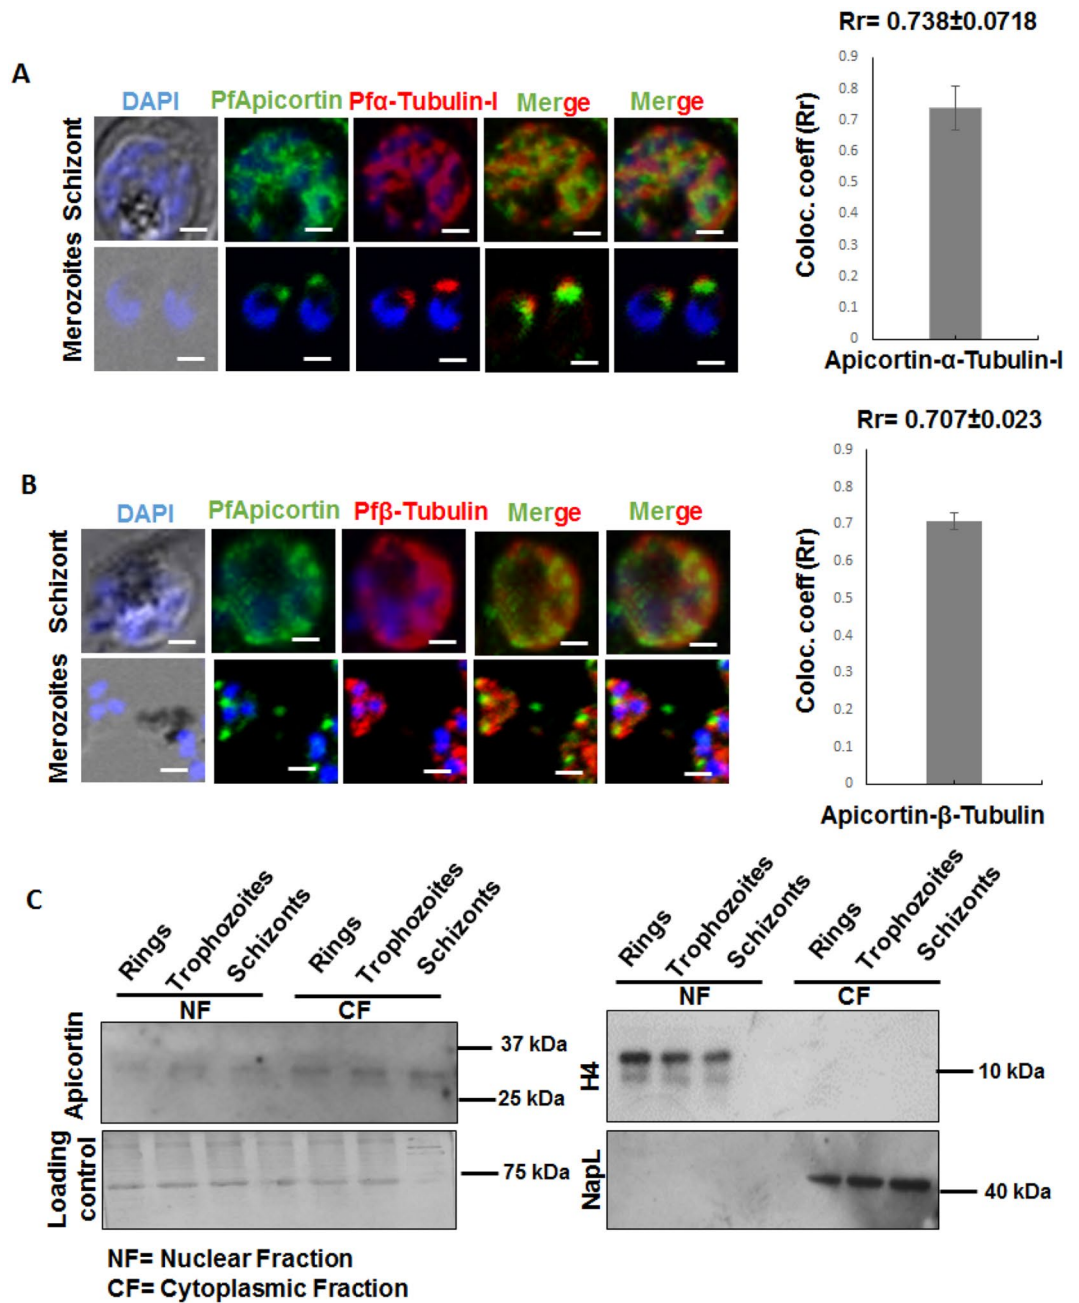 A
DAPI PfApicortin Pfα-Tubulin-I Merge Merge
Schizont
Merozoites
Rr= 0.738±0.0718
Coloc. coeff (Rr)
0.9
0.8
0.7
0.6
0.5
0.4
0.3
0.2
0.1
0
Apicortin-α-Tubulin-I
B
DAPI PfApicortin Pfβ-Tubulin Merge Merge
Schizont
Merozoites
Rr= 0.707±0.023
Coloc. coeff (Rr)
0.9
0.8
0.7
0.6
0.5
0.4
0.3
0.2
0.1
0
Apicortin-β-Tubulin
C
Rings Trophozoites Schizonts Rings Trophozoites Schizonts
NF CF
Apicortin
37 kDa
25 kDa
Loading control
75 kDa
Rings Trophozoites Schizonts Rings Trophozoites Schizonts
NF CF
H4
10 kDa
NapL
40 kDa
NF= Nuclear Fraction
CF= Cytoplasmic Fraction